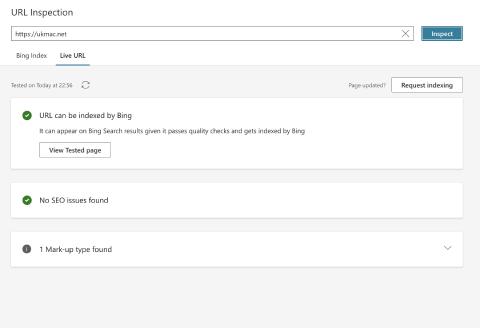 URL Inspection
https://ukmac.net
Inspect
Bing Index Live URL
Tested on Today at 22:56
Page updated? Request indexing
URL can be indexed by Bing
It can appear on Bing Search results given it passes quality checks and gets indexed by Bing
View Tested page
No SEO issues found
1 Mark-up type found